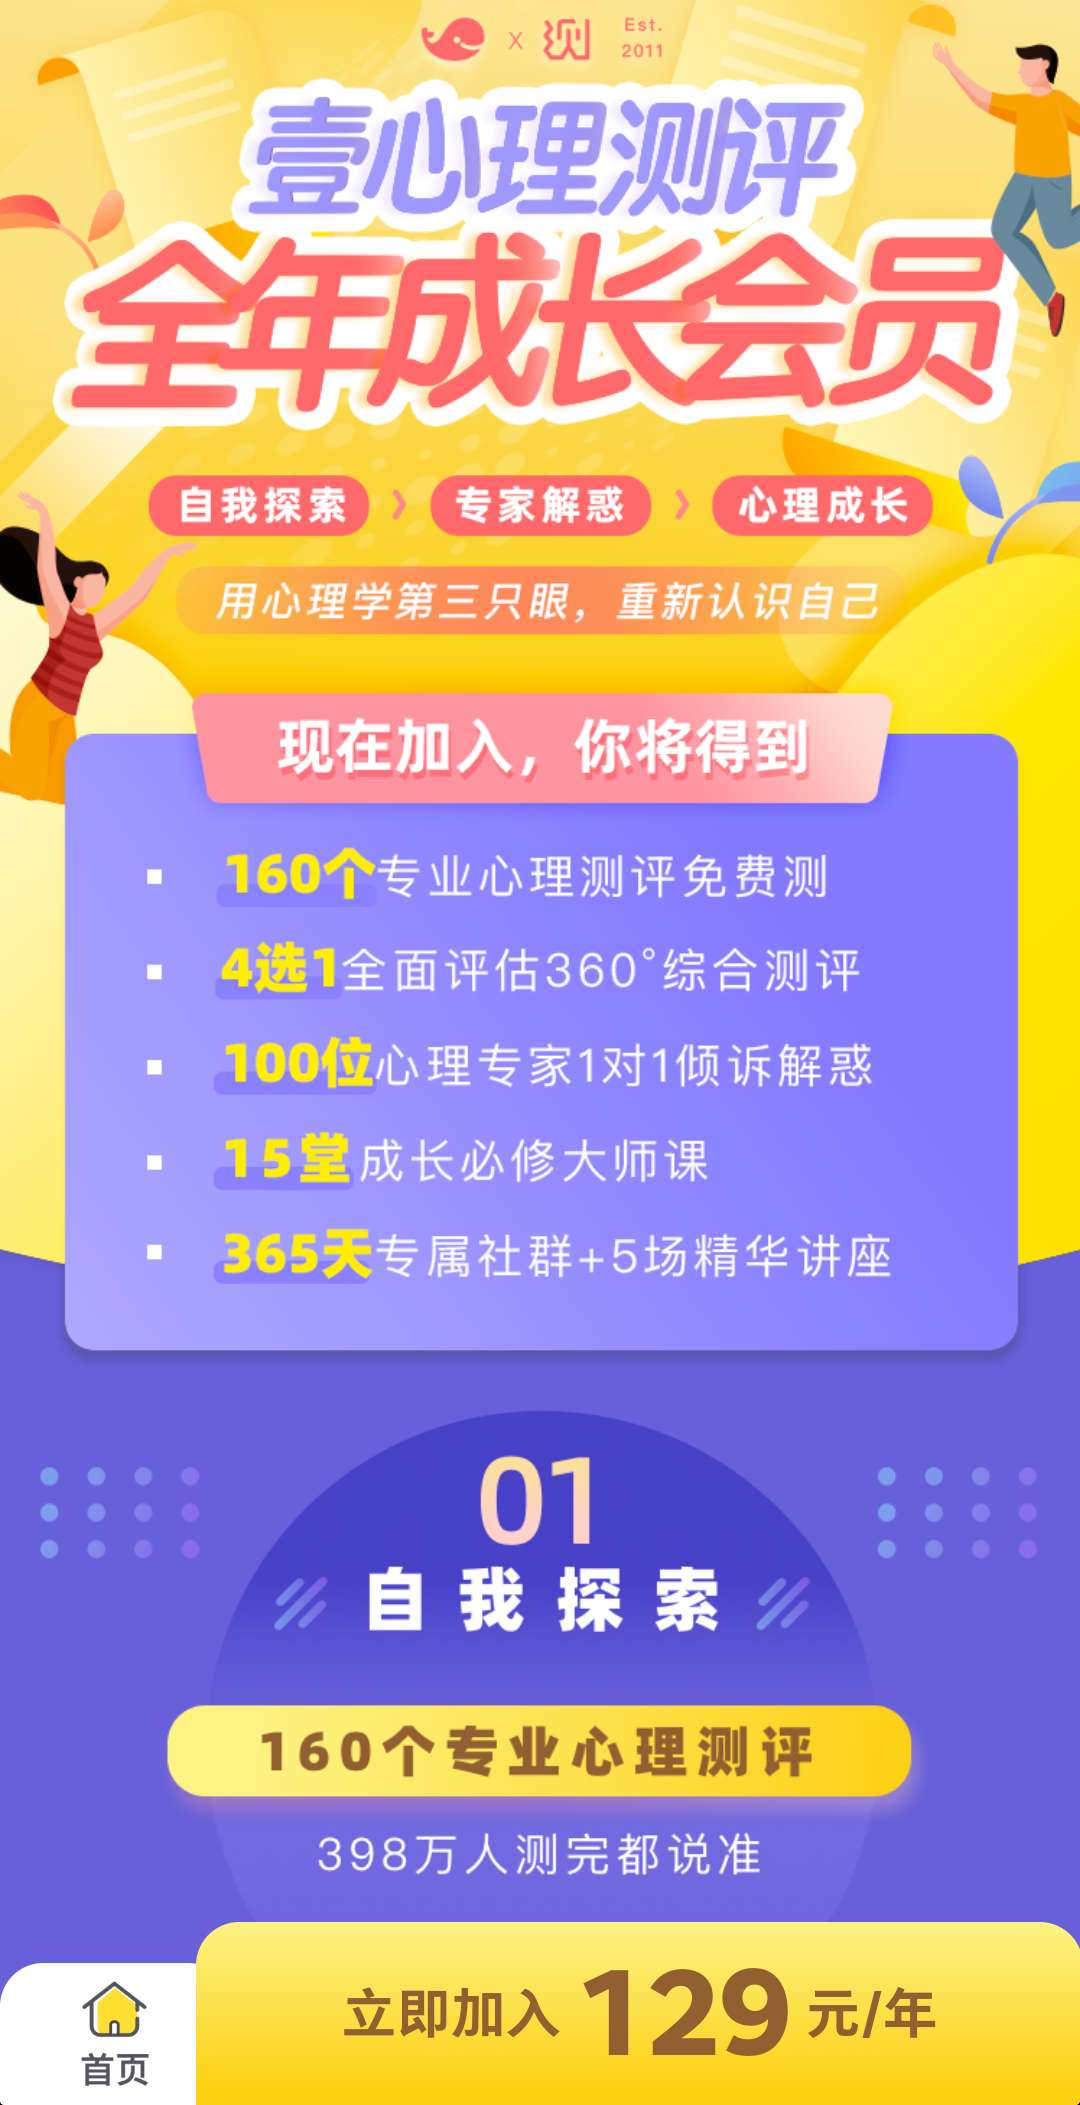 x 测 Est.
2011
壹心理测评
全年成长会员
自我探索 › 专家解惑 › 心理成长
用心理学第三只眼，重新认识自己
现在加入，你将得到
160个专业心理测评免费测
4选1全面评估360°综合测评
100位心理专家1对1倾诉解惑
15堂成长必修大师课
365天专属社群+5场精华讲座
01
自我探索
160个专业心理测评
398万人测完都说准
立即加入 129 元/年
首页